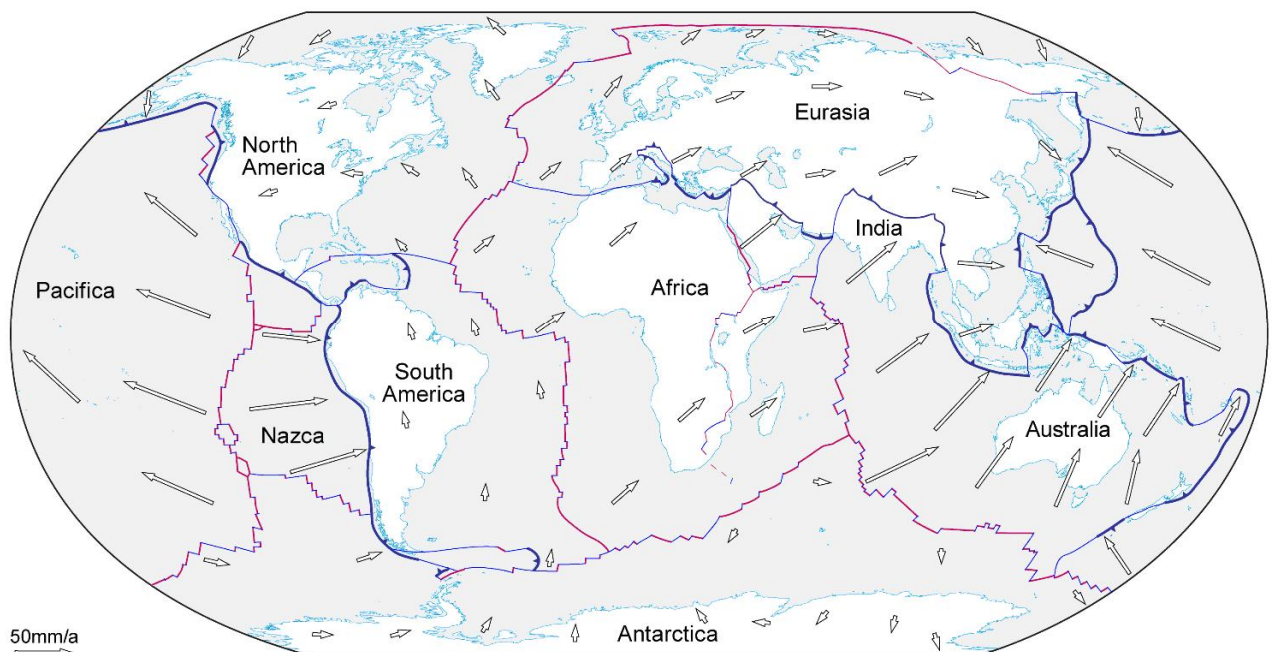 Eurasia
North
America
India
Pacifica
Africa
South
America
Nazca
Australia
Antarctica
50mm/a